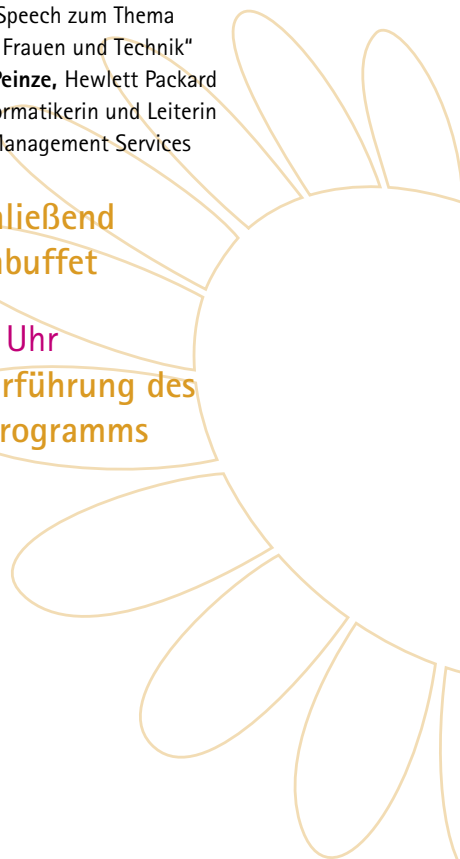 Speech zum Thema
Frauen und Technik“
Peinze, Hewlett Packard
ormatikerin und Leiterin
Management Services
ließend
buffet
Uhr
rführung des
rogramms